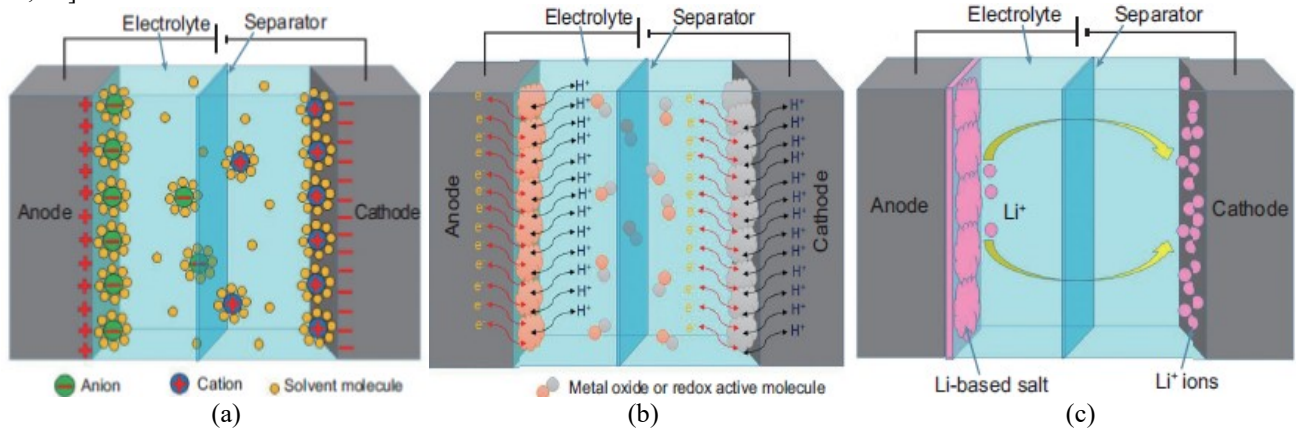 Electrolyte Separator
Anode
Cathode
Anion Cation Solvent molecule
(a)
Electrolyte Separator
e⁻ e⁻ e⁻ e⁻ e⁻ e⁻ e⁻ e⁻ e⁻ e⁻ e⁻ e⁻ e⁻
H⁺ H⁺ H⁺ H⁺ H⁺ H⁺ H⁺ H⁺ H⁺ H⁺ H⁺ H⁺ H⁺
e⁻ e⁻ e⁻ e⁻ e⁻ e⁻ e⁻ e⁻ e⁻ e⁻ e⁻ e⁻ e⁻
H⁺ H⁺ H⁺ H⁺ H⁺ H⁺ H⁺ H⁺ H⁺ H⁺ H⁺ H⁺ H⁺
Anode
Cathode
Metal oxide or redox active molecule
(b)
Electrolyte Separator
Anode
Li⁺
Cathode
Li-based salt
Li⁺ ions
(c)